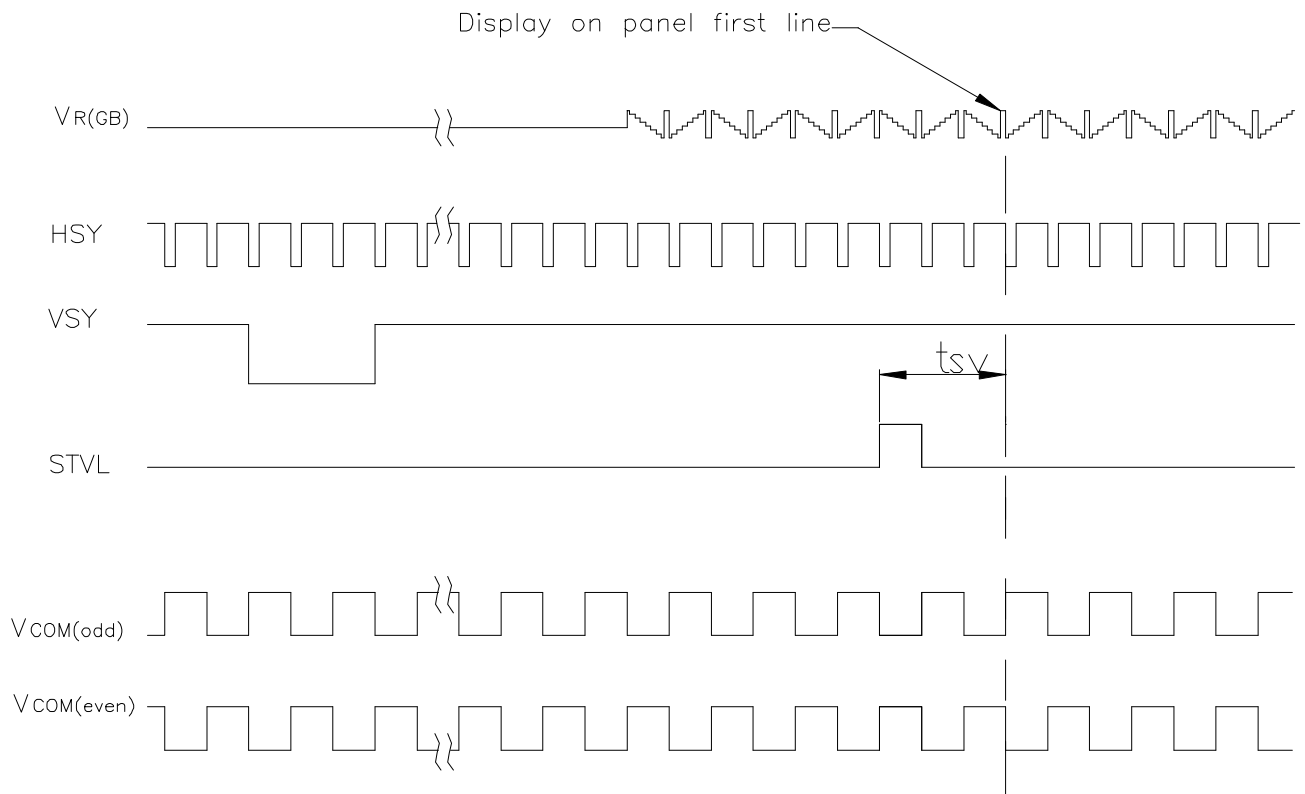 Display on panel first line
VR(GB)
HSY
VSY
tsv
STVL
VCOM(odd)
VCOM(even)